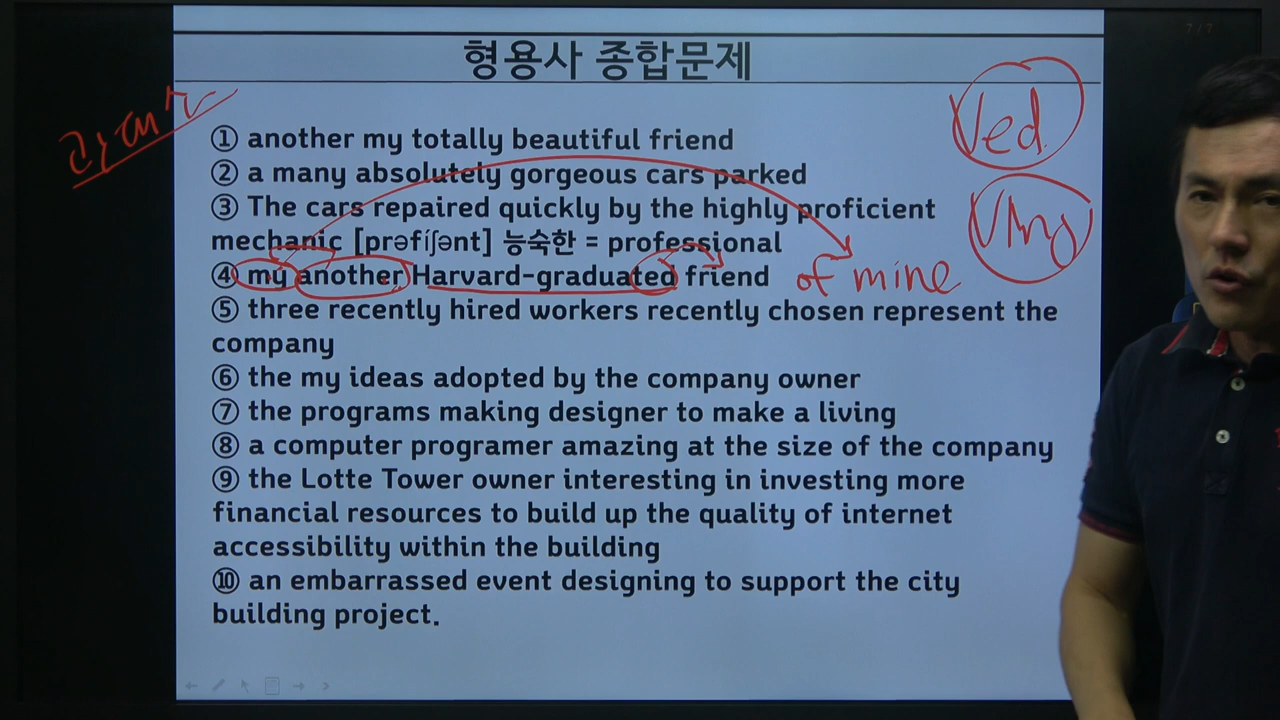 형용사 종합문제
① another my totally beautiful friend
② a many absolutely gorgeous cars parked
③ The cars repaired quickly by the highly proficient
mechanic [prəfíʃənt] 능숙한 = professional
④ my another Harvard-graduated friend of mine
⑤ three recently hired workers recently chosen represent the
company
⑥ the my ideas adopted by the company owner
⑦ the programs making designer to make a living
⑧ a computer programer amazing at the size of the company
⑨ the Lotte Tower owner interesting in investing more
financial resources to build up the quality of internet
accessibility within the building
⑩ an embarrassed event designing to support the city
building project.
Ved.
Ving
7/7